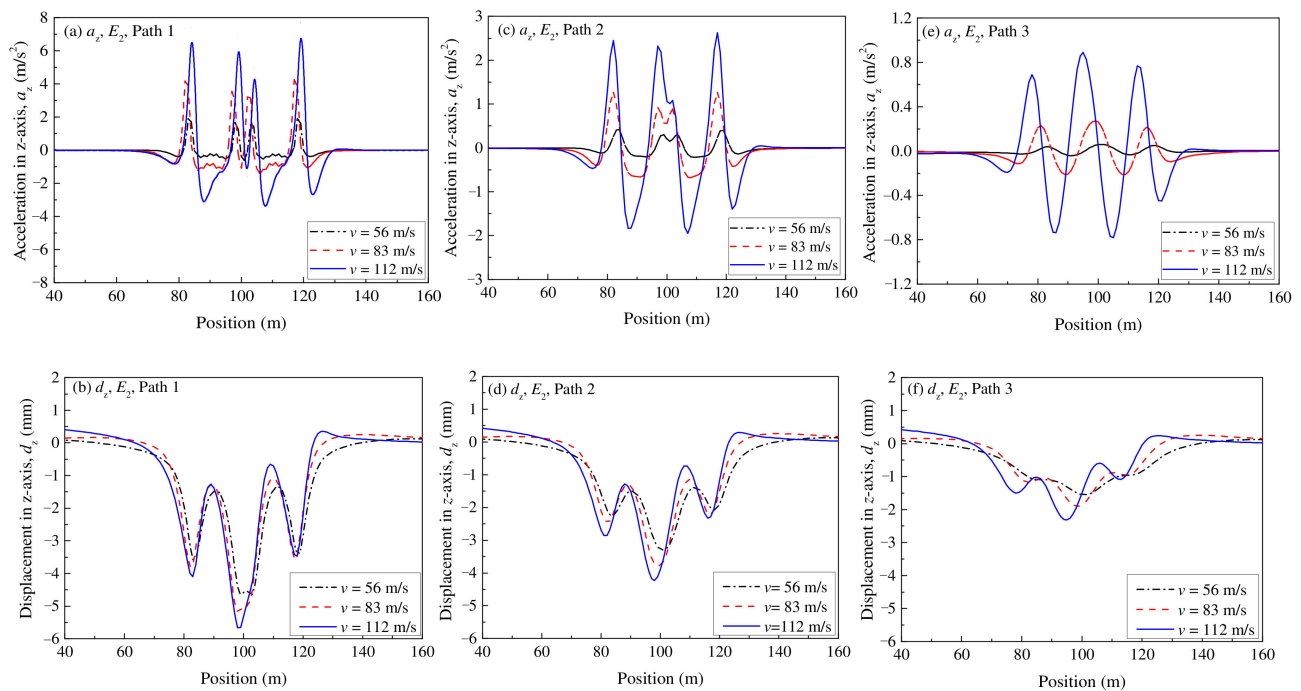 (a) a_z, E_2, Path 1
Acceleration in z-axis, a_z (m/s²)
8
6
4
2
0
−2
−4
−6
−8
40 60 80 100 120 140 160
Position (m)
v = 56 m/s
v = 83 m/s
v = 112 m/s
(c) a_z, E_2, Path 2
Acceleration in z-axis, a_z (m/s²)
3
2
1
0
−1
−2
−3
40 60 80 100 120 140 160
Position (m)
v = 56 m/s
v = 83 m/s
v = 112 m/s
(e) a_z, E_2, Path 3
Acceleration in z-axis, a_z (m/s²)
1.2
0.8
0.4
0.0
−0.4
−0.8
−1.2
40 60 80 100 120 140 160
Position (m)
v = 56 m/s
v = 83 m/s
v = 112 m/s
(b) d_z, E_2, Path 1
Displacement in z-axis, d_z (mm)
2
1
0
−1
−2
−3
−4
−5
−6
40 60 80 100 120 140 160
Position (m)
v = 56 m/s
v = 83 m/s
v = 112 m/s
(d) d_z, E_2, Path 2
Displacement in z-axis, d_z (mm)
2
1
0
−1
−2
−3
−4
−5
−6
40 60 80 100 120 140 160
Position (m)
v = 56 m/s
v= 83 m/s
v=112 m/s
(f) d_z, E_2, Path 3
Displacement in z-axis, d_z (mm)
2
1
0
−1
−2
−3
−4
−5
−6
40 60 80 100 120 140 160
Position (m)
v = 56 m/s
v = 83 m/s
v = 112 m/s